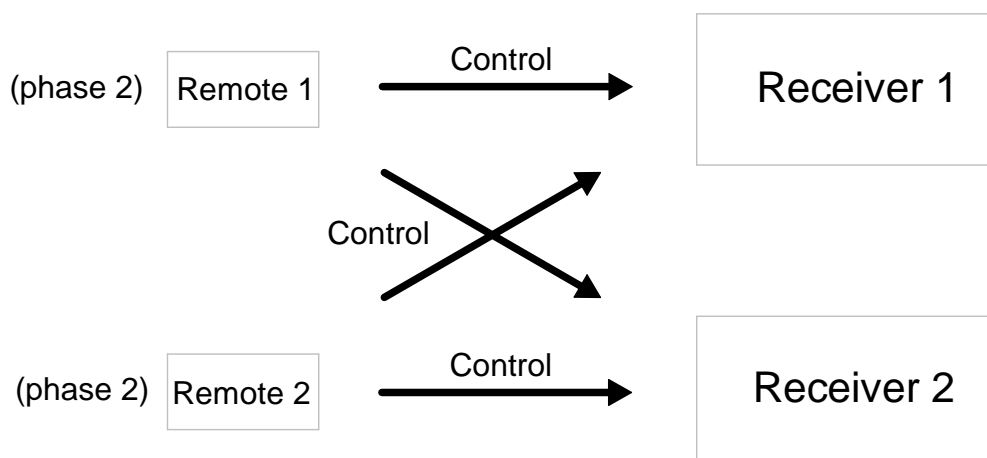 Control
(phase 2) Remote 1 Receiver 1
Control
Control
(phase 2) Remote 2 Receiver 2